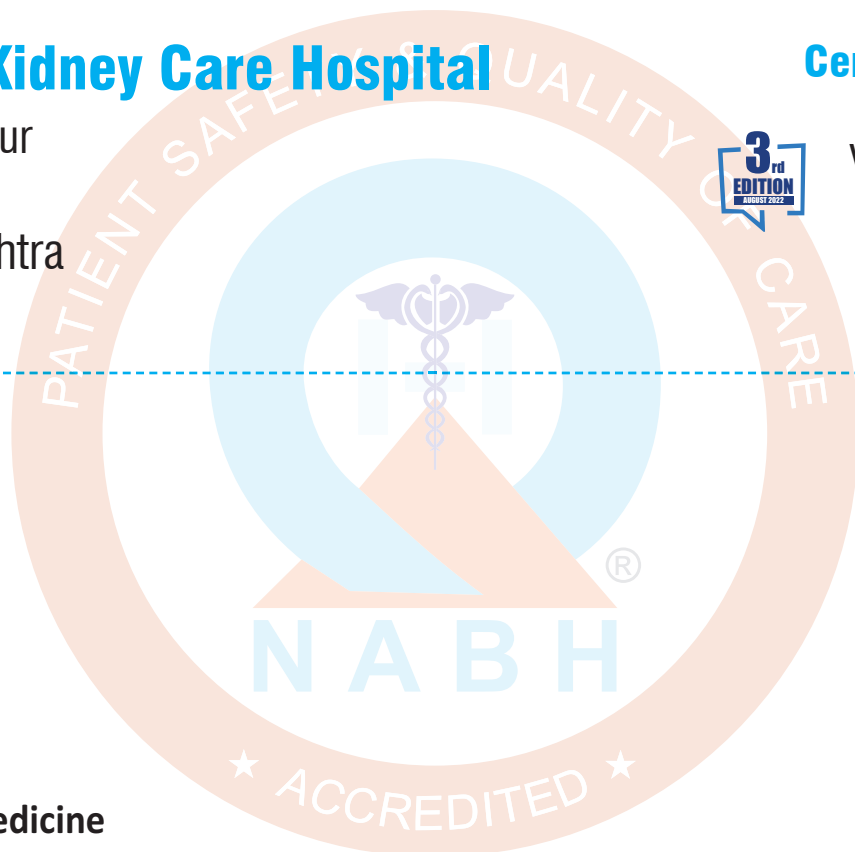 Kidney Care Hospital
Cer
ur
3rd
EDITION
AUGUST 2022
htra
PATIENT SAFETY & QUALITY OF CARE
H
®
NABH
★ ACCREDITED ★
edicine